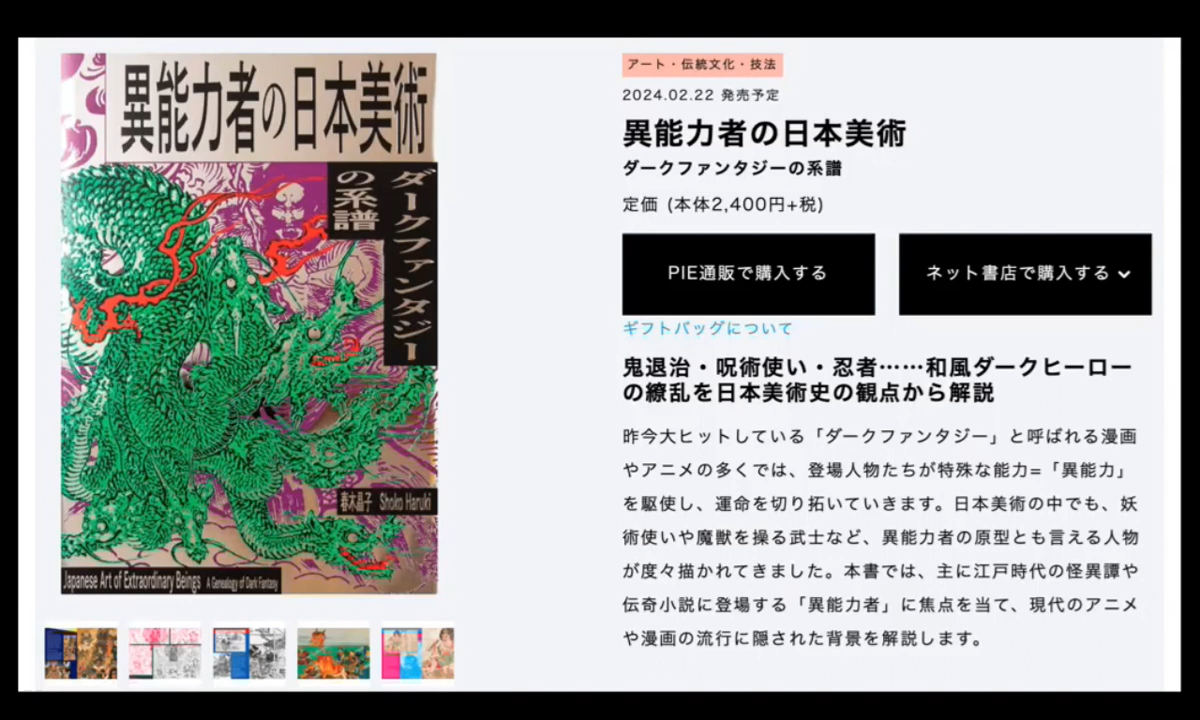 異能力者の日本美術
ダークファンタジー
の系譜
春木晶子 Shoko Haruki
Japanese Art of Extraordinary Beings A Genealogy of Dark Fantasy
アート・伝統文化・技法
2024.02.22 発売予定
異能力者の日本美術
ダークファンタジーの系譜
定価 (本体2,400円+税)
PIE通販で購入する
ネット書店で購入する
ギフトバッグについて
鬼退治・呪術使い・忍者……和風ダークヒーロー
の繚乱を日本美術史の観点から解説
昨今大ヒットしている「ダークファンタジー」と呼ばれる漫画
やアニメの多くでは、登場人物たちが特殊な能力=「異能力」
を駆使し、運命を切り拓いていきます。日本美術の中でも、妖
術使いや魔獣を操る武士など、異能力者の原型とも言える人物
が度々描かれてきました。本書では、主に江戸時代の怪異譚や
伝奇小説に登場する「異能力者」に焦点を当て、現代のアニメ
や漫画の流行に隠された背景を解説します。